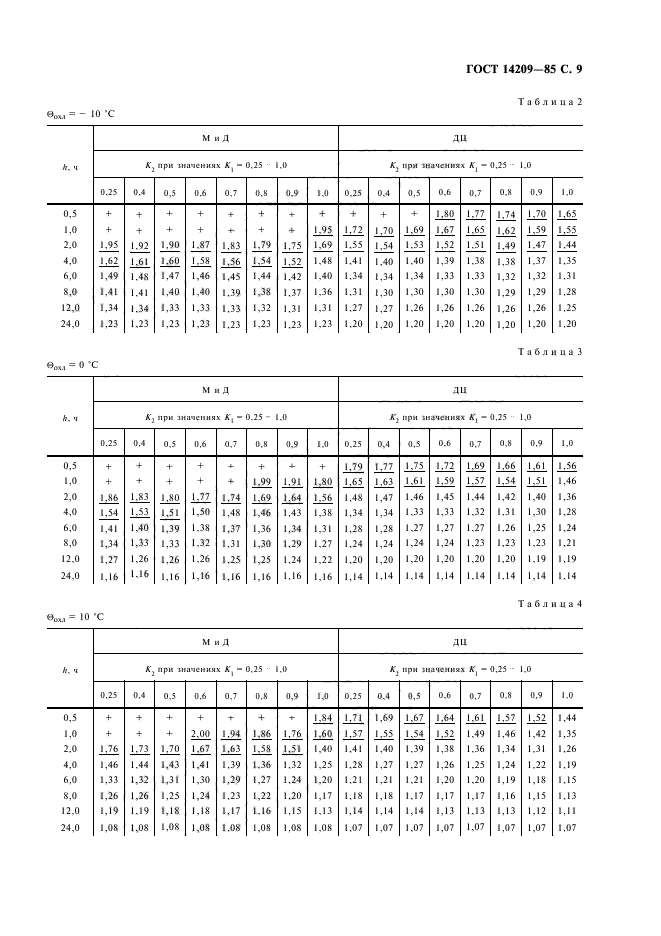 ГОСТ 14209—85 С. 9
Таблица 2
Θохл = − 10 °С
h, ч
М и Д
ДЦ
K2 при значениях K1 = 0,25 − 1,0
K2 при значениях K1 = 0,25 − 1,0
0,25 0,4 0,5 0,6 0,7 0,8 0,9 1,0 0,25 0,4 0,5 0,6 0,7 0,8 0,9 1,0
0,5 + + + + + + + + + + + 1,80 1,77 1,74 1,70 1,65
1,0 + + + + + + + 1,95 1,72 1,70 1,69 1,67 1,65 1,62 1,59 1,55
2,0 1,95 1,92 1,90 1,87 1,83 1,79 1,75 1,69 1,55 1,54 1,53 1,52 1,51 1,49 1,47 1,44
4,0 1,62 1,61 1,60 1,58 1,56 1,54 1,52 1,48 1,41 1,40 1,40 1,39 1,38 1,38 1,37 1,35
6,0 1,49 1,48 1,47 1,46 1,45 1,44 1,42 1,40 1,34 1,34 1,34 1,33 1,33 1,32 1,32 1,31
8,0 1,41 1,41 1,40 1,40 1,39 1,38 1,37 1,36 1,31 1,30 1,30 1,30 1,30 1,29 1,29 1,28
12,0 1,34 1,34 1,33 1,33 1,33 1,32 1,31 1,31 1,27 1,27 1,26 1,26 1,26 1,26 1,26 1,25
24,0 1,23 1,23 1,23 1,23 1,23 1,23 1,23 1,23 1,20 1,20 1,20 1,20 1,20 1,20 1,20 1,20
Таблица 3
Θохл = 0 °С
h, ч
М и Д
ДЦ
K2 при значениях K1 = 0,25 − 1,0
K2 при значениях K1 = 0,25 − 1,0
0,25 0,4 0,5 0,6 0,7 0,8 0,9 1,0 0,25 0,4 0,5 0,6 0,7 0,8 0,9 1,0
0,5 + + + + + + + + 1,79 1,77 1,75 1,72 1,69 1,66 1,61 1,56
1,0 + + + + + 1,99 1,91 1,80 1,65 1,63 1,61 1,59 1,57 1,54 1,51 1,46
2,0 1,86 1,83 1,80 1,77 1,74 1,69 1,64 1,56 1,48 1,47 1,46 1,45 1,44 1,42 1,40 1,36
4,0 1,54 1,53 1,51 1,50 1,48 1,46 1,43 1,38 1,34 1,34 1,33 1,33 1,32 1,31 1,30 1,28
6,0 1,41 1,40 1,39 1,38 1,37 1,36 1,34 1,31 1,28 1,28 1,27 1,27 1,27 1,26 1,25 1,24
8,0 1,34 1,33 1,33 1,32 1,31 1,30 1,29 1,27 1,24 1,24 1,24 1,24 1,23 1,23 1,23 1,21
12,0 1,27 1,26 1,26 1,26 1,25 1,25 1,24 1,22 1,20 1,20 1,20 1,20 1,20 1,20 1,19 1,19
24,0 1,16 1,16 1,16 1,16 1,16 1,16 1,16 1,16 1,14 1,14 1,14 1,14 1,14 1,14 1,14 1,14
Таблица 4
Θохл = 10 °С
h, ч
М и Д
ДЦ
K2 при значениях K1 = 0,25 − 1,0
K2 при значениях K1 = 0,25 − 1,0
0,25 0,4 0,5 0,6 0,7 0,8 0,9 1,0 0,25 0,4 0,5 0,6 0,7 0,8 0,9 1,0
0,5 + + + + + + + 1,84 1,71 1,69 1,67 1,64 1,61 1,57 1,52 1,44
1,0 + + + 2,00 1,94 1,86 1,76 1,60 1,57 1,55 1,54 1,52 1,49 1,46 1,42 1,35
2,0 1,76 1,73 1,70 1,67 1,63 1,58 1,51 1,40 1,41 1,40 1,39 1,38 1,36 1,34 1,31 1,26
4,0 1,46 1,44 1,43 1,41 1,39 1,36 1,32 1,25 1,28 1,27 1,27 1,26 1,25 1,24 1,22 1,19
6,0 1,33 1,32 1,31 1,30 1,29 1,27 1,24 1,20 1,21 1,21 1,21 1,20 1,20 1,19 1,18 1,15
8,0 1,26 1,26 1,25 1,24 1,23 1,22 1,20 1,17 1,18 1,18 1,17 1,17 1,17 1,16 1,15 1,13
12,0 1,19 1,19 1,18 1,18 1,17 1,16 1,15 1,13 1,14 1,14 1,14 1,13 1,13 1,13 1,12 1,11
24,0 1,08 1,08 1,08 1,08 1,08 1,08 1,08 1,08 1,07 1,07 1,07 1,07 1,07 1,07 1,07 1,07